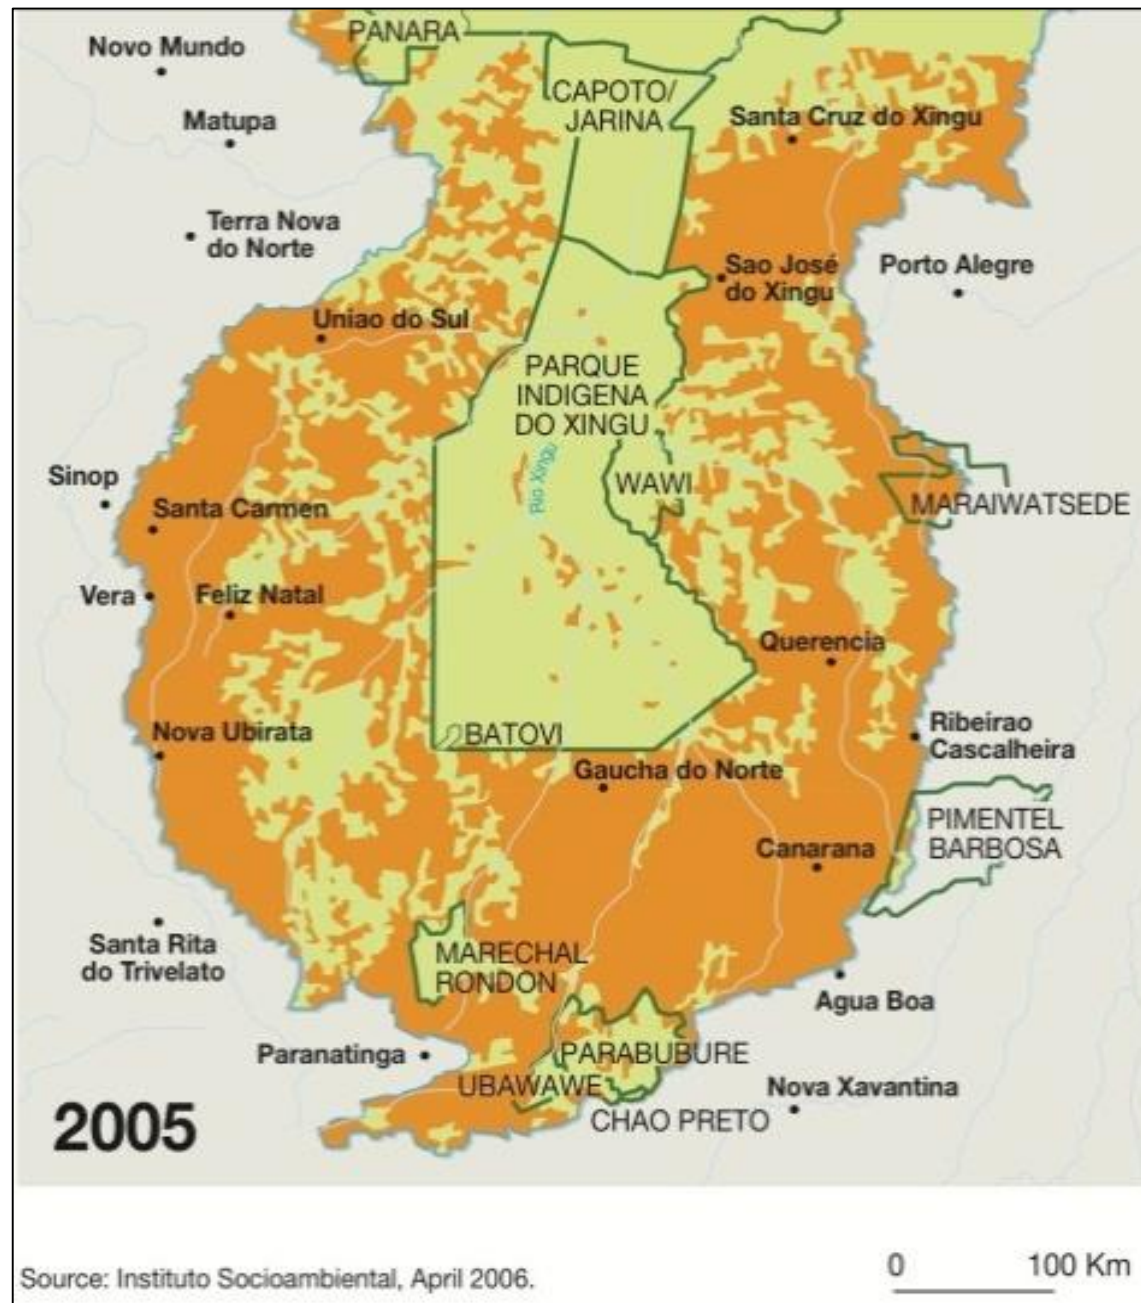 PANARA
Novo Mundo
CAPOTO/
JARINA
Matupa
Santa Cruz do Xingu
Terra Nova
do Norte
Sao José
do Xingu
Porto Alegre
Uniao do Sul
PARQUE
INDIGENA
DO XINGU
Rio Xingu
Sinop
WAWI
MARAIWATSEDE
Santa Carmen
Vera
Feliz Natal
Querencia
Nova Ubirata
BATOVI
Ribeirao
Cascalheira
Gaucha do Norte
PIMENTEL
BARBOSA
Canarana
Santa Rita
do Trivelato
MARECHAL
RONDON
Agua Boa
Paranatinga
PARABUBURE
UBAWAWE
Nova Xavantina
CHAO PRETO
2005
0 100 Km
Source: Instituto Socioambiental, April 2006.